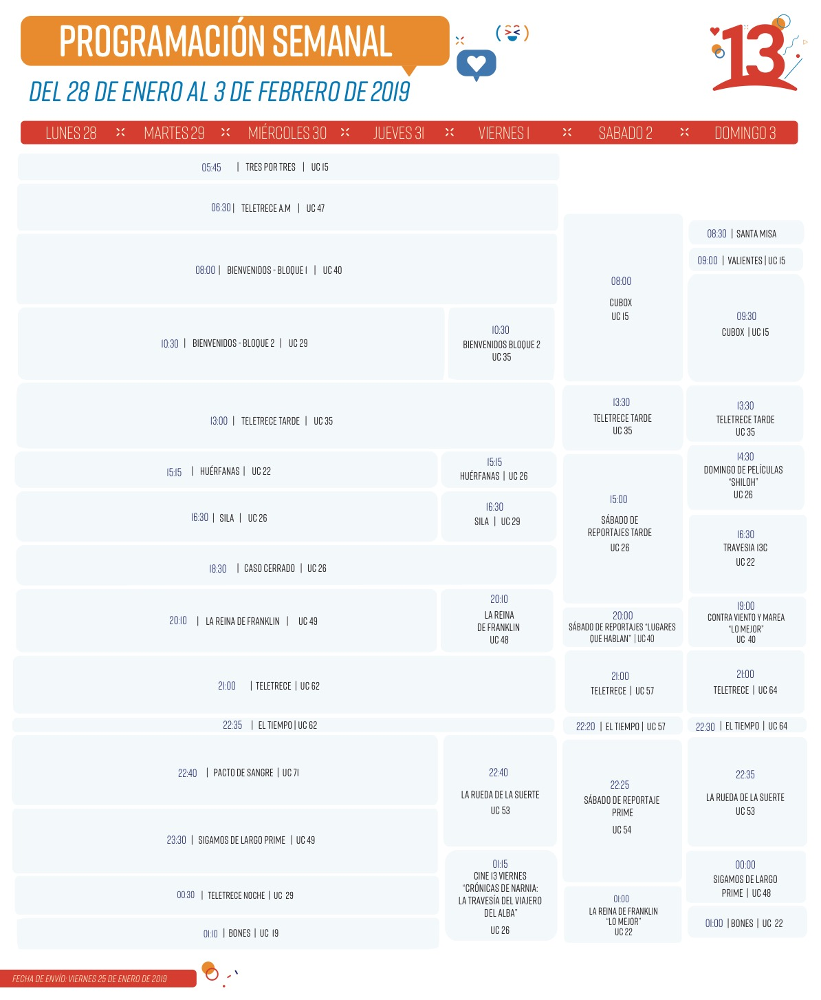 PROGRAMACIÓN SEMANAL
13
DEL 28 DE ENERO AL 3 DE FEBRERO DE 2019
LUNES 28
MARTES 29
MIÉRCOLES 30
JUEVES 31
VIERNES 1
SABADO 2
DOMINGO 3
05:45 | TRES POR TRES | UC 15
06:30 | TELETRECE A.M | UC 47
08:00 | BIENVENIDOS - BLOQUE 1 | UC 40
10:30 | BIENVENIDOS - BLOQUE 2 | UC 29
10:30
BIENVENIDOS BLOQUE 2
UC 35
13:00 | TELETRECE TARDE | UC 35
15:15 | HUÉRFANAS | UC 22
15:15
HUÉRFANAS | UC 26
16:30 | SILA | UC 26
16:30
SILA | UC 29
18:30 | CASO CERRADO | UC 26
20:10 | LA REINA DE FRANKLIN | UC 49
20:10
LA REINA
DE FRANKLIN
UC 48
21:00 | TELETRECE | UC 62
22:35 | EL TIEMPO | UC 62
22:40 | PACTO DE SANGRE | UC 71
23:30 | SIGAMOS DE LARGO PRIME | UC 49
00:30 | TELETRECE NOCHE | UC 29
01:10 | BONES | UC 19
22:40
LA RUEDA DE LA SUERTE
UC 53
01:15
CINE 13 VIERNES
“CRÓNICAS DE NARNIA:
LA TRAVESÍA DEL VIAJERO
DEL ALBA”
UC 26
08:00
CUBOX
UC 15
13:30
TELETRECE TARDE
UC 35
15:00
SÁBADO DE
REPORTAJES TARDE
UC 26
20:00
SÁBADO DE REPORTAJES “LUGARES
QUE HABLAN” | UC 40
21:00
TELETRECE | UC 57
22:20 | EL TIEMPO | UC 57
22:25
SÁBADO DE REPORTAJE
PRIME
UC 54
01:00
LA REINA DE FRANKLIN
“LO MEJOR”
UC 22
08:30 | SANTA MISA
09:00 | VALIENTES | UC 15
09:30
CUBOX | UC 15
13:30
TELETRECE TARDE
UC 35
14:30
DOMINGO DE PELÍCULAS
“SHILOH”
UC 26
16:30
TRAVESIA 13C
UC 22
19:00
CONTRA VIENTO Y MAREA
“LO MEJOR”
UC 40
21:00
TELETRECE | UC 64
22:30 | EL TIEMPO | UC 64
22:35
LA RUEDA DE LA SUERTE
UC 53
00:00
SIGAMOS DE LARGO
PRIME | UC 48
01:00 | BONES | UC 22
FECHA DE ENVÍO: VIERNES 25 DE ENERO DE 2019